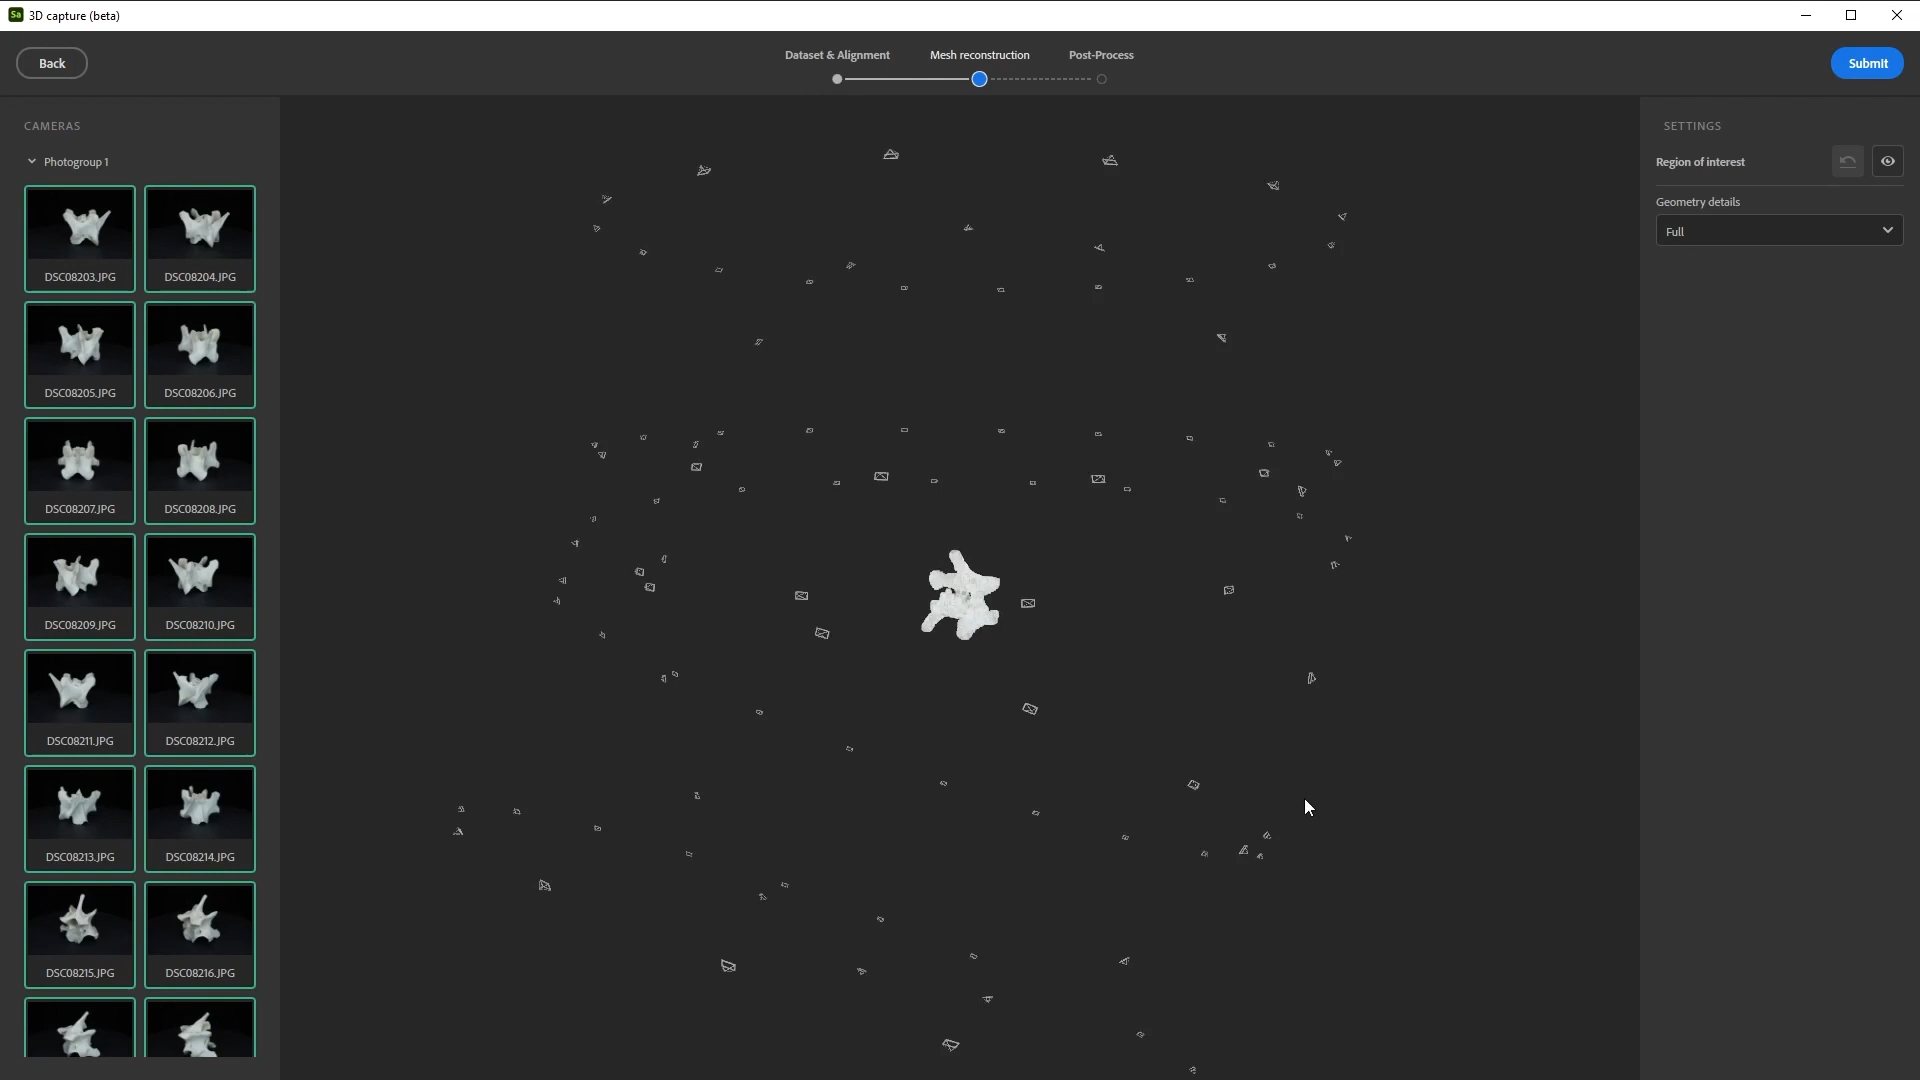 Sa 3D capture (beta)
Back
Dataset & Alignment
Mesh reconstruction
Post-Process
Submit
CAMERAS
Photogroup 1
DSC08203.JPG
DSC08204.JPG
DSC08205.JPG
DSC08206.JPG
DSC08207.JPG
DSC08208.JPG
DSC08209.JPG
DSC08210.JPG
DSC08211.JPG
DSC08212.JPG
DSC08213.JPG
DSC08214.JPG
DSC08215.JPG
DSC08216.JPG
SETTINGS
Region of interest
Geometry details
Full